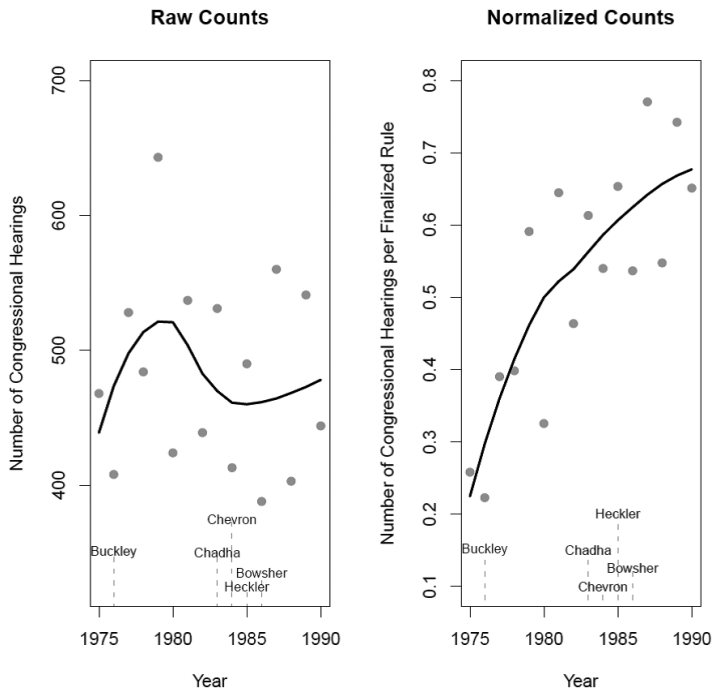 Raw Counts
Number of Congressional Hearings
700
600
500
400
Buckley
Chevron
Chadha
Bowsher
Heckler
1975 1980 1985 1990
Year
Normalized Counts
Number of Congressional Hearings per Finalized Rule
0.8
0.7
0.6
0.5
0.4
0.3
0.2
0.1
Heckler
Buckley
Chadha
Bowsher
Chevron
1975 1980 1985 1990
Year